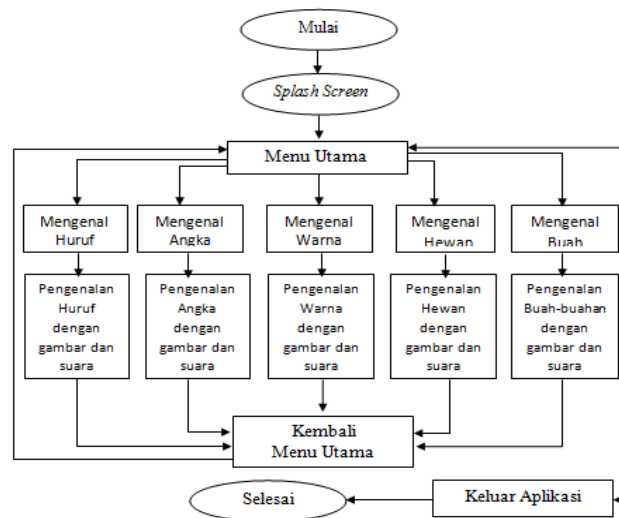 Mulai
Splash Screen
Menu Utama
Mengenal
Huruf
Mengenal
Angka
Mengenal
Warna
Mengenal
Hewan
Mengenal
Buah
Pengenalan
Huruf
dengan
gambar dan
suara
Pengenalan
Angka
dengan
gambar dan
suara
Pengenalan
Warna
dengan
gambar dan
suara
Pengenalan
Hewan
dengan
gambar dan
suara
Pengenalan
Buah-buahan
dengan
gambar dan
suara
Kembali
Menu Utama
Selesai
Keluar Aplikasi